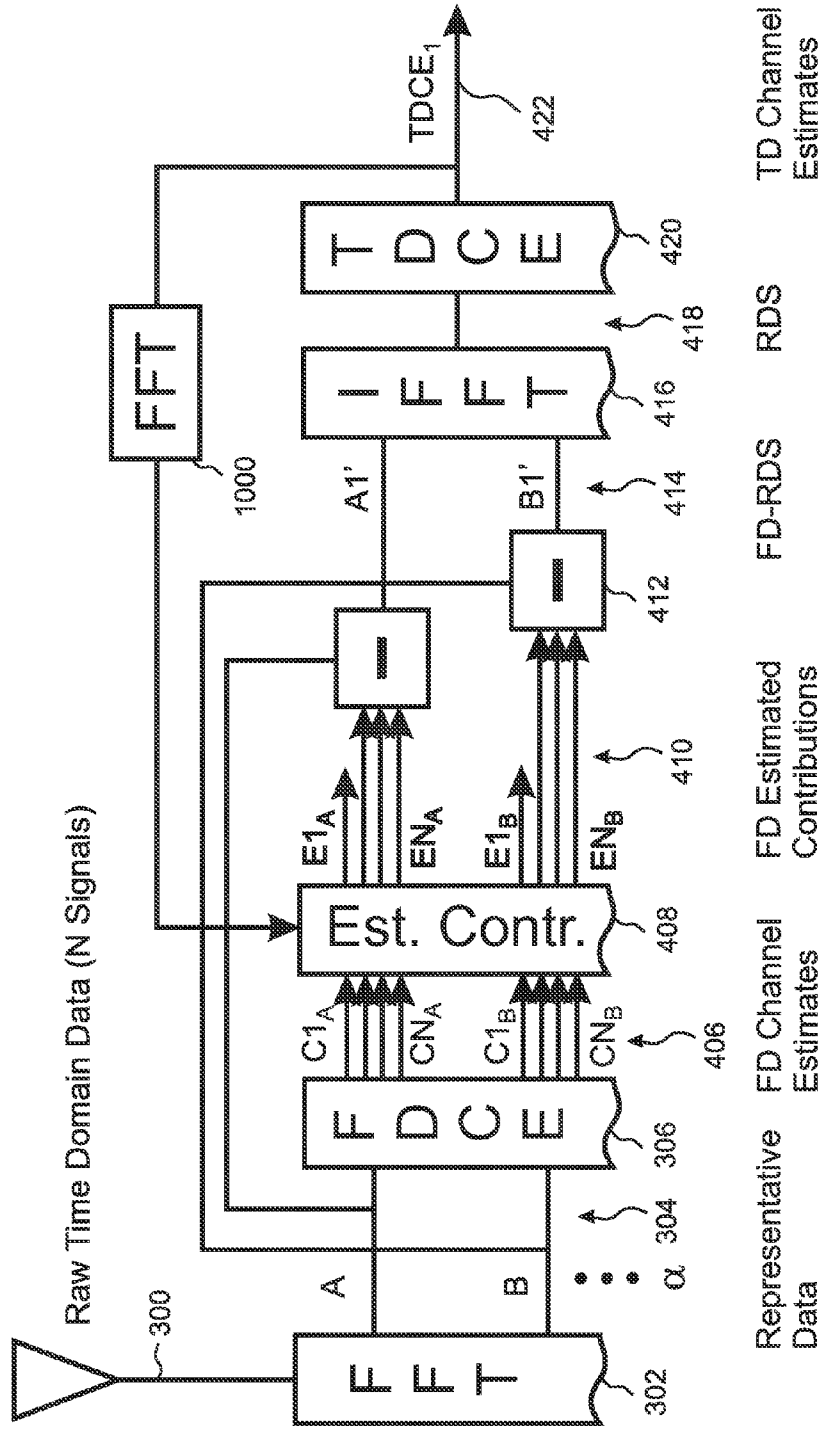 Raw Time Domain Data (N Signals)
300
FFT
302
A
B
α
304
FDCE
306
C1A
CNA
C1B
CNB
406
Est. Contr.
408
E1A
ENA
E1B
ENB
410
–
–
412
A1'
B1'
414
FFT
1000
IFFT
416
418
TDCE
420
TDCE1
422
Representative
Data
FD Channel
Estimates
FD Estimated
Contributions
FD-RDS
RDS
TD Channel
Estimates